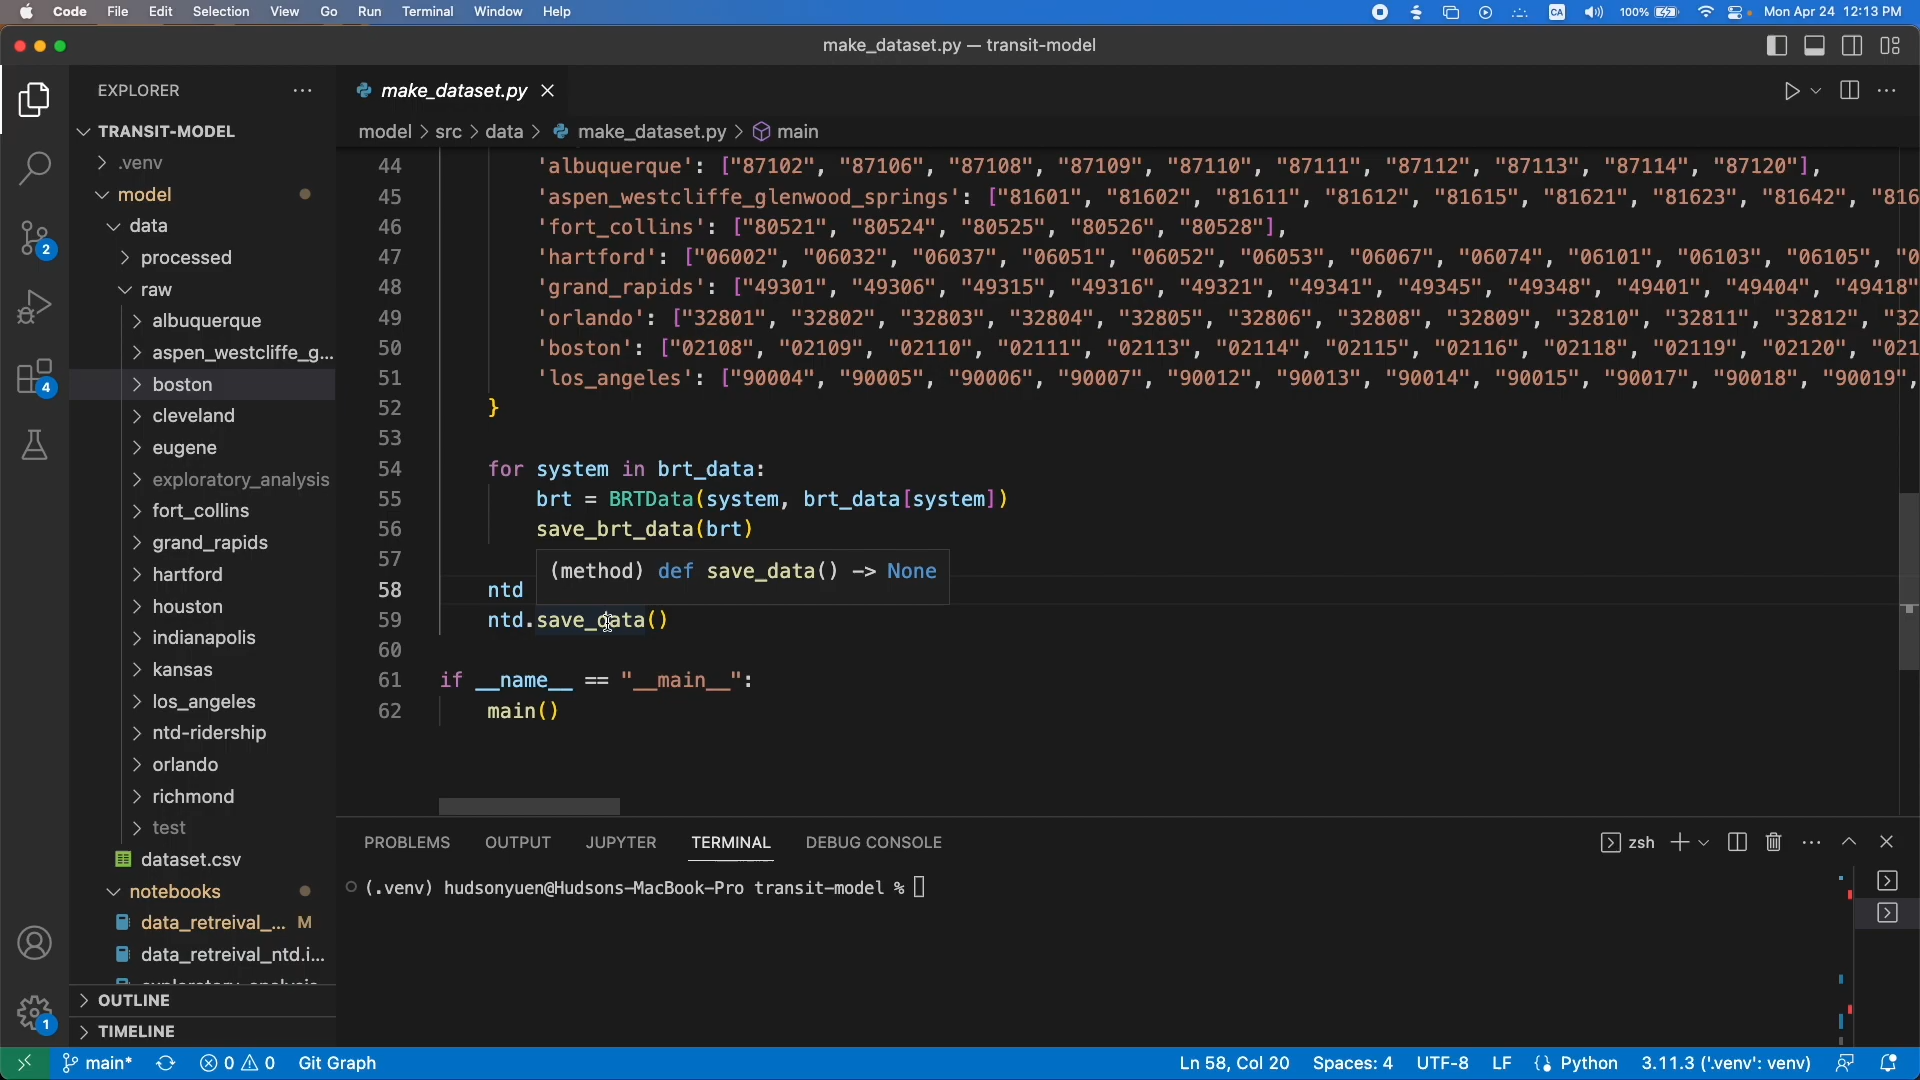 Code File Edit Selection View Go Run Terminal Window Help
CA 100% Mon Apr 24 12:13 PM
make_dataset.py — transit-model
EXPLORER
make_dataset.py
TRANSIT-MODEL
model > src > data > make_dataset.py > main
.venv
model
data
processed
raw
albuquerque
aspen_westcliffe_g...
boston
cleveland
eugene
exploratory_analysis
fort_collins
grand_rapids
hartford
houston
indianapolis
kansas
los_angeles
ntd-ridership
orlando
richmond
test
dataset.csv
notebooks
data_retreival_... M
data_retreival_ntd.i...
OUTLINE
TIMELINE
2
4
1
44 'albuquerque': ["87102", "87106", "87108", "87109", "87110", "87111", "87112", "87113", "87114", "87120"],
45 'aspen_westcliffe_glenwood_springs': ["81601", "81602", "81611", "81612", "81615", "81621", "81623", "81642", "816
46 'fort_collins': ["80521", "80524", "80525", "80526", "80528"],
47 'hartford': ["06002", "06032", "06037", "06051", "06052", "06053", "06067", "06074", "06101", "06103", "06105", "0
48 'grand_rapids': ["49301", "49306", "49315", "49316", "49321", "49341", "49345", "49348", "49401", "49404", "49418"
49 'orlando': ["32801", "32802", "32803", "32804", "32805", "32806", "32808", "32809", "32810", "32811", "32812", "32
50 'boston': ["02108", "02109", "02110", "02111", "02113", "02114", "02115", "02116", "02118", "02119", "02120", "021
51 'los_angeles': ["90004", "90005", "90006", "90007", "90012", "90013", "90014", "90015", "90017", "90018", "90019",
52 }
53
54 for system in brt_data:
55 brt = BRTData(system, brt_data[system])
56 save_brt_data(brt)
57
(method) def save_data() -> None
58 ntd
59 ntd.save_data()
60
61 if __name__ == "__main__":
62 main()
PROBLEMS OUTPUT JUPYTER TERMINAL DEBUG CONSOLE
zsh
(.venv) hudsonyuen@Hudsons-MacBook-Pro transit-model %
main* 0 0 Git Graph
Ln 58, Col 20 Spaces: 4 UTF-8 LF Python 3.11.3 ('.venv': venv)